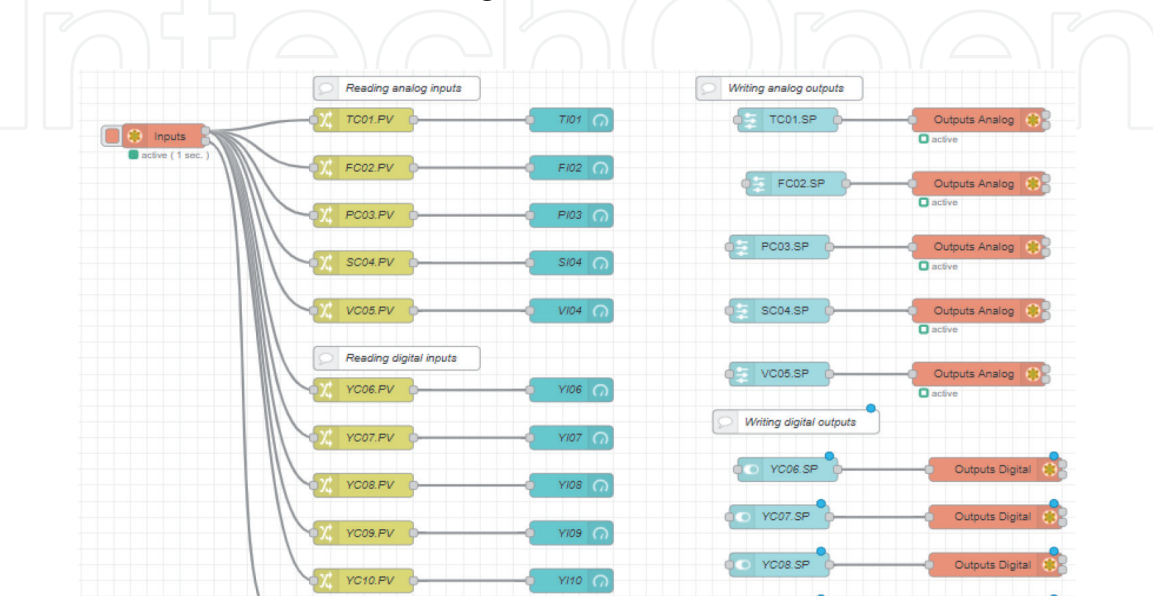 IntechOpen
Reading analog inputs
Inputs
active ( 1 sec. )
TC01.PV
TI01
FC02.PV
FI02
PC03.PV
PI03
SC04.PV
SI04
VC05.PV
VI04
Reading digital inputs
YC06.PV
YI06
YC07.PV
YI07
YC08.PV
YI08
YC09.PV
YI09
YC10.PV
YI10
Writing analog outputs
TC01.SP
Outputs Analog
active
FC02.SP
Outputs Analog
active
PC03.SP
Outputs Analog
active
SC04.SP
Outputs Analog
active
VC05.SP
Outputs Analog
active
Writing digital outputs
YC06.SP
Outputs Digital
YC07.SP
Outputs Digital
YC08.SP
Outputs Digital